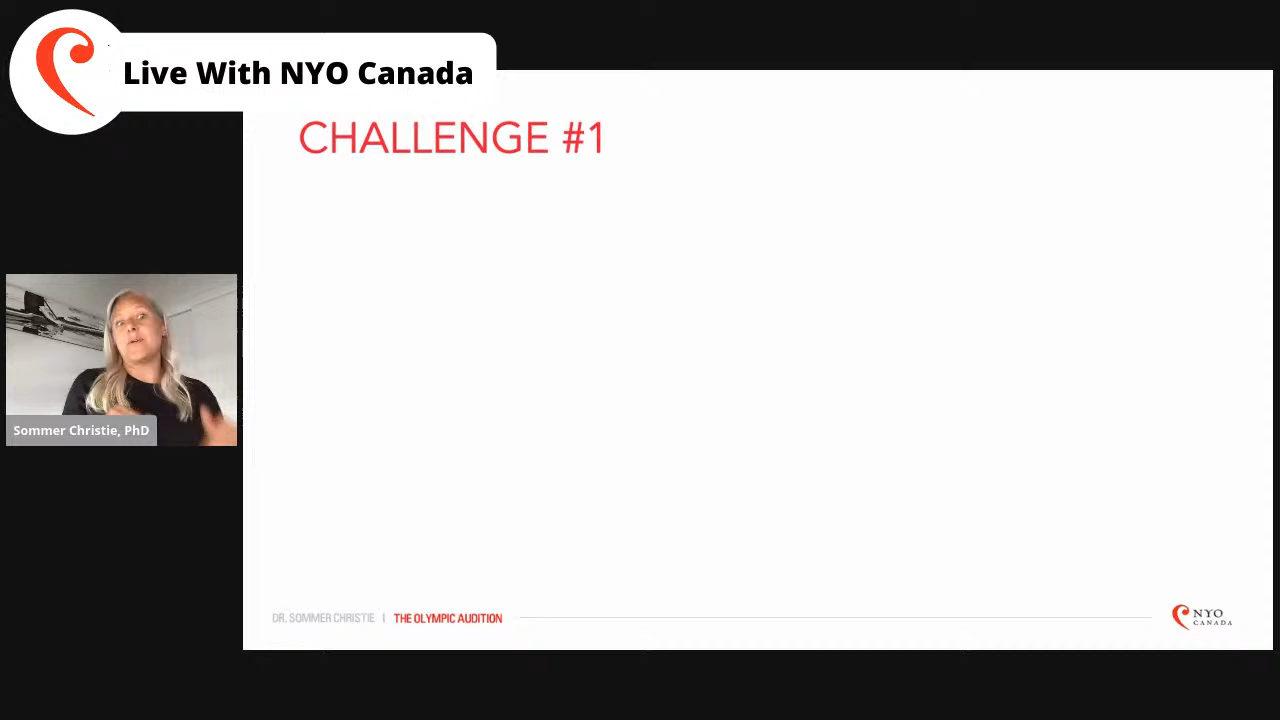 Live With NYO Canada
CHALLENGE #1
Sommer Christie, PhD
DR. SOMMER CHRISTIE | THE OLYMPIC AUDITION
NYO
CANADA